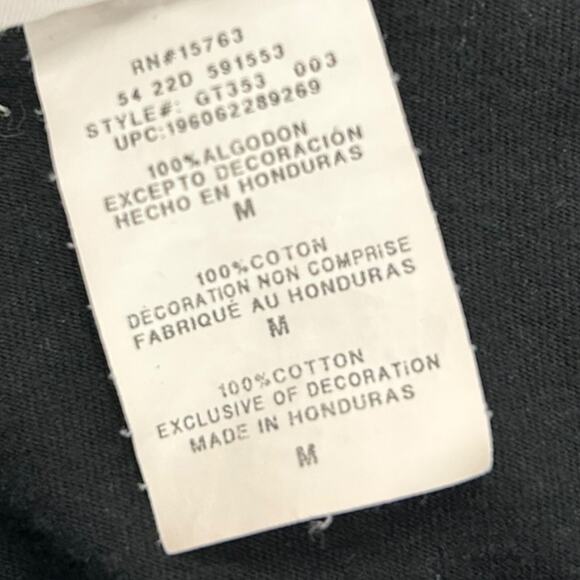 RN#15763
54 22D 591553
STYLE#: GT353 003
UPC:196062289269
100%ALGODON
EXCEPTO DECORACIÓN
HECHO EN HONDURAS
M
100%COTON
DÉCORATION NON COMPRISE
FABRIQUÉ AU HONDURAS
M
100%COTTON
EXCLUSIVE OF DECORATION
MADE IN HONDURAS
M